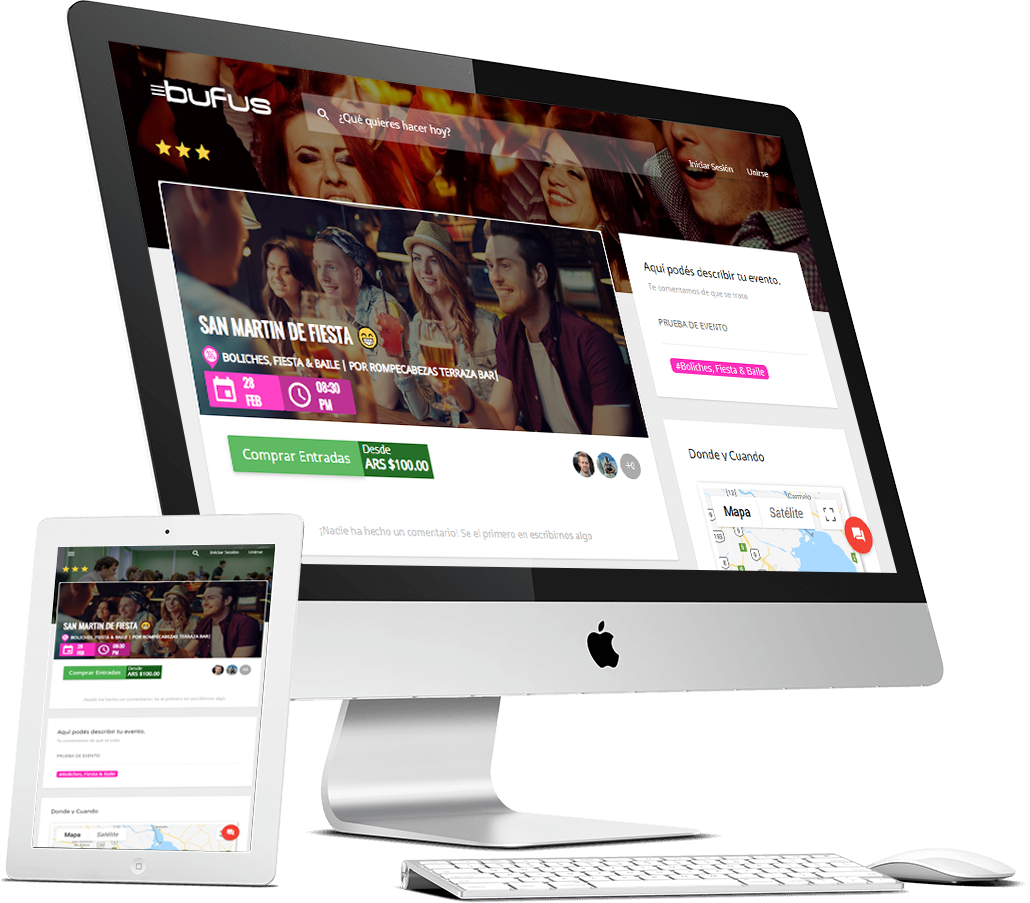 bufus
¿Qué quieres hacer hoy?
Iniciar Sesión Unirse
SAN MARTIN DE FIESTA
BOLICHES, FIESTA & BAILE | POR ROMPECABEZAS TERRAZA BAR|
28
FEB
08:30
PM
Comprar Entradas
Desde
ARS $100.00
+0
¡Nadie ha hecho un comentario! Se el primero en escribirnos algo
Aquí podés describir tu evento.
Te comentamos de que se trata
PRUEBA DE EVENTO
#Boliches, Fiesta & Baile
Donde y Cuando
Mapa Satélite
Carmelo
Iniciar Sesión Unirse
SAN MARTIN DE FIESTA
BOLICHES, FIESTA & BAILE | POR ROMPECABEZAS TERRAZA BAR|
28
FEB
08:30
PM
Comprar Entradas
Desde
ARS $100.00
¡Nadie ha hecho un comentario! Se el primero en escribirnos algo
Aquí podés describir tu evento.
Te comentamos de que se trata
PRUEBA DE EVENTO
#Boliches, Fiesta & Baile
Donde y Cuando
Mapa Satélite